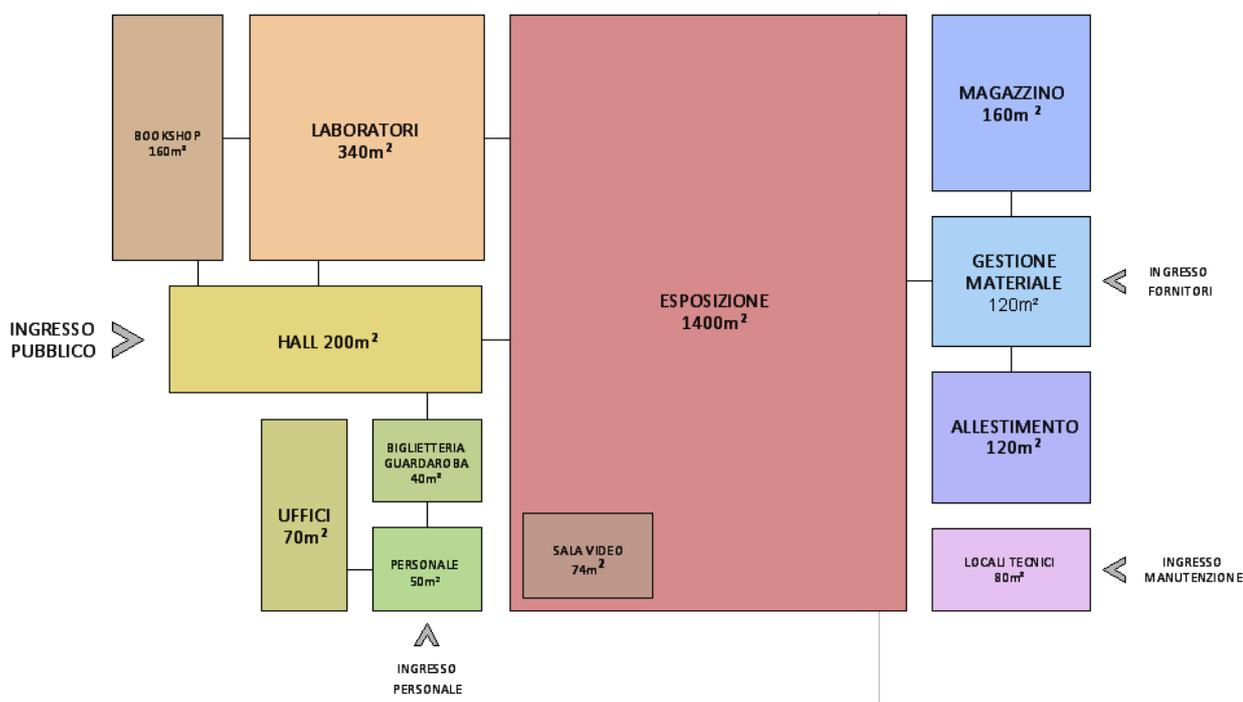 BOOKSHOP
160m²
LABORATORI
340m²
MAGAZZINO
160m²
ESPOSIZIONE
1400m²
GESTIONE
MATERIALE
120m²
INGRESSO
FORNITORI
INGRESSO
PUBBLICO
HALL 200m²
BIGLIETTERIA
GUARDAROBA
40m²
ALLESTIMENTO
120m²
UFFICI
70m²
PERSONALE
50m²
SALA VIDEO
74m²
LOCALI TECNICI
80m²
INGRESSO
MANUTENZIONE
INGRESSO
PERSONALE